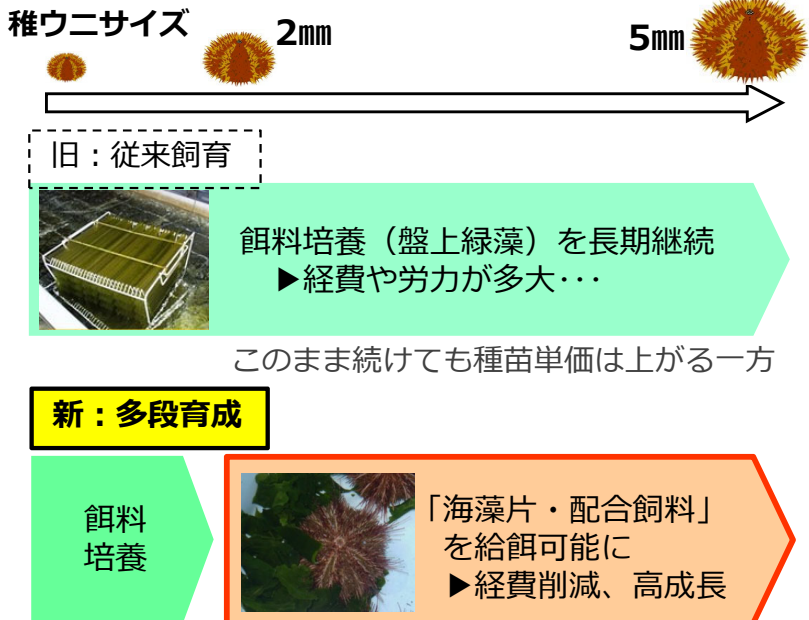 稚ウニサイズ
2㎜
5㎜
旧：従来飼育
餌料培養（盤上緑藻）を長期継続
▶経費や労力が多大･･･
このまま続けても種苗単価は上がる一方
新：多段育成
餌料
培養
「海藻片・配合飼料」
を給餌可能に
▶経費削減、高成長